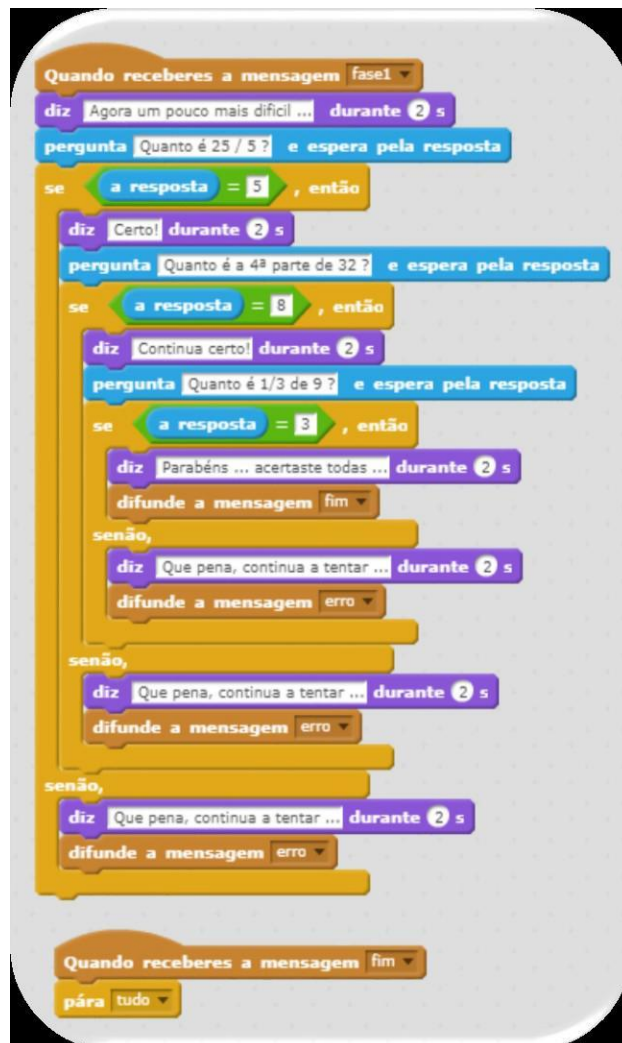 Quando receberes a mensagem fase1
diz Agora um pouco mais dificil ... durante 2 s
pergunta Quanto é 25 / 5 ? e espera pela resposta
se a resposta = 5 , então
diz Certo! durante 2 s
pergunta Quanto é a 4ª parte de 32 ? e espera pela resposta
se a resposta = 8 , então
diz Continua certo! durante 2 s
pergunta Quanto é 1/3 de 9 ? e espera pela resposta
se a resposta = 3 , então
diz Parabéns ... acertaste todas ... durante 2 s
difunde a mensagem fim
senão,
diz Que pena, continua a tentar ... durante 2 s
difunde a mensagem erro
senão,
diz Que pena, continua a tentar ... durante 2 s
difunde a mensagem erro
senão,
diz Que pena, continua a tentar ... durante 2 s
difunde a mensagem erro
Quando receberes a mensagem fim
pára tudo